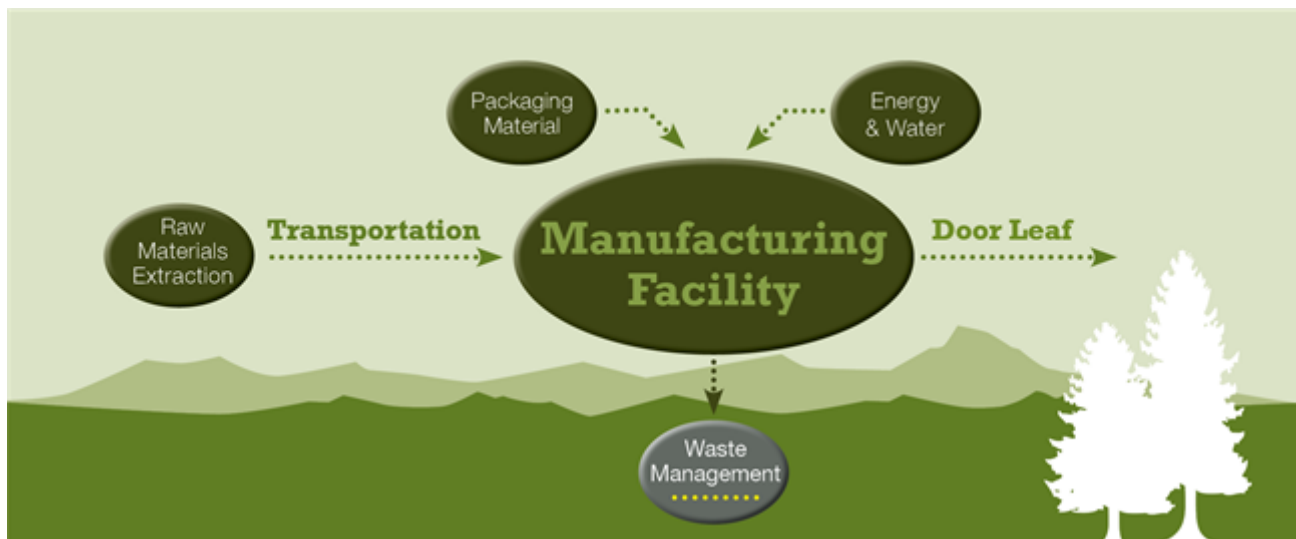 Packaging
Material
Energy
& Water
Raw
Materials
Extraction
Transportation
Manufacturing
Facility
Door Leaf
Waste
Management